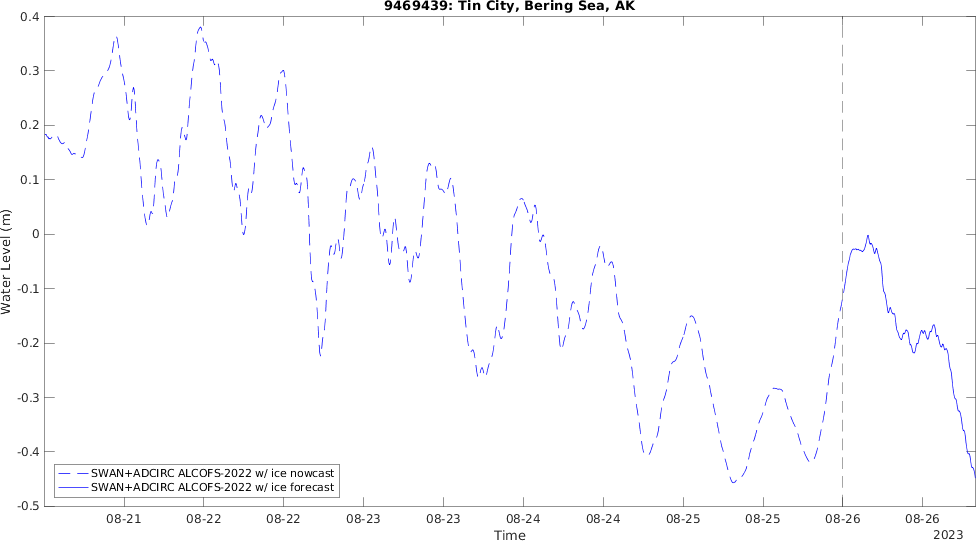 9469439: Tin City, Bering Sea, AK
0.4
0.3
0.2
0.1
0
-0.1
-0.2
-0.3
-0.4
-0.5
Water Level (m)
SWAN+ADCIRC ALCOFS-2022 w/ ice nowcast
SWAN+ADCIRC ALCOFS-2022 w/ ice forecast
08-21 08-22 08-22 08-23 08-23 08-24 08-24 08-25 08-25 08-26 08-26
Time
2023